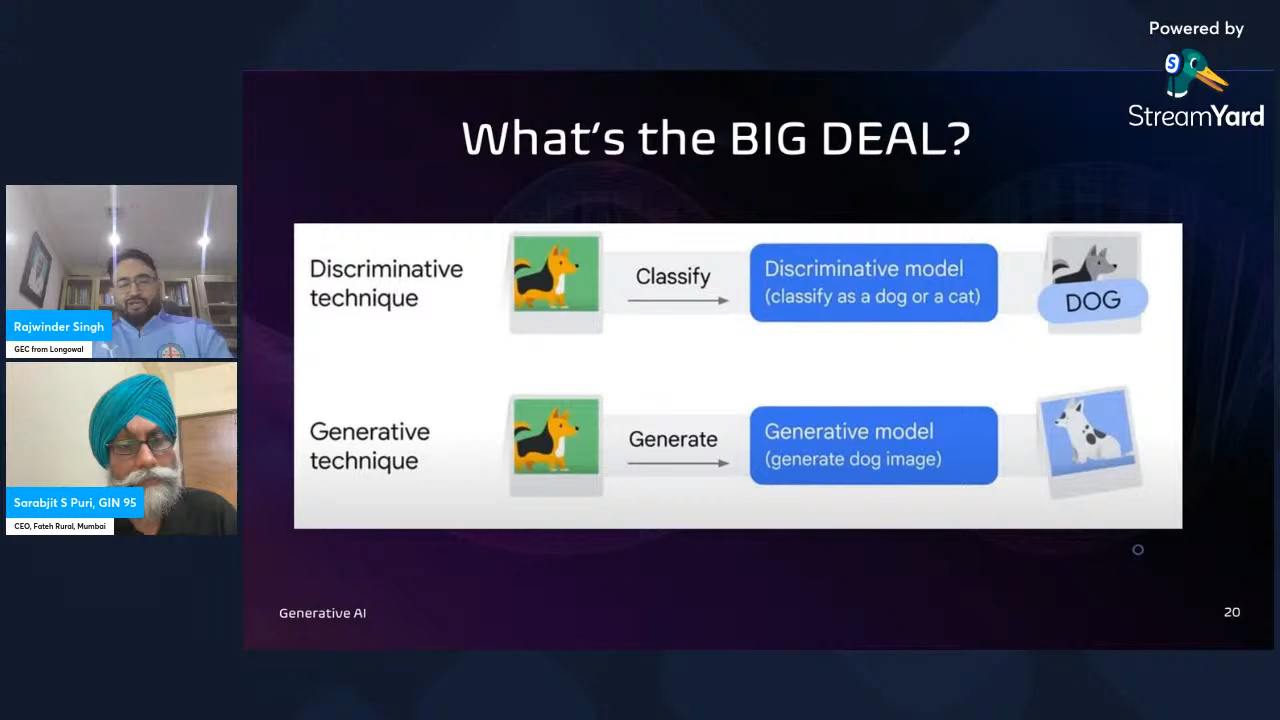 Powered by
StreamYard
What's the BIG DEAL?
Discriminative
technique
Classify
Discriminative model
(classify as a dog or a cat)
DOG
Generative
technique
Generate
Generative model
(generate dog image)
Rajwinder Singh
GEC from Longowal
Sarabjit S Puri, GIN 95
CEO, Fateh Rural, Mumbai
Generative AI
20